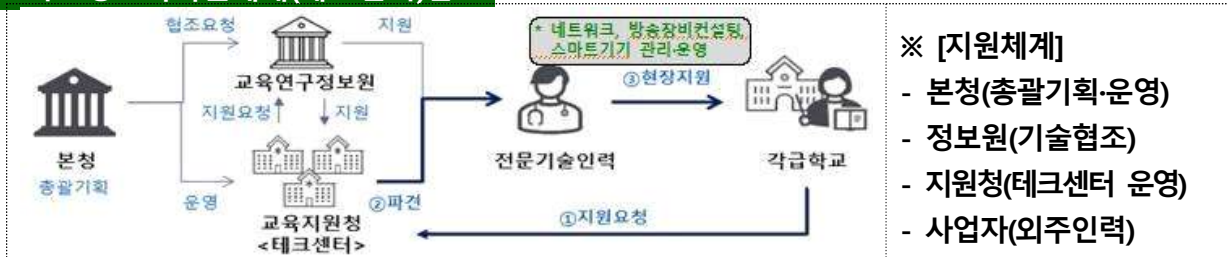 협조요청
지원
* 네트워크, 방송장비컨설팅,
스마트기기 관리·운영
교육연구정보원
③현장지원
지원요청
지원
본청
총괄기획
전문기술인력
각급학교
운영
②파견
①지원요청
교육지원청
<테크센터>
※ [지원체계]
- 본청(총괄기획·운영)
- 정보원(기술협조)
- 지원청(테크센터 운영)
- 사업자(외주인력)